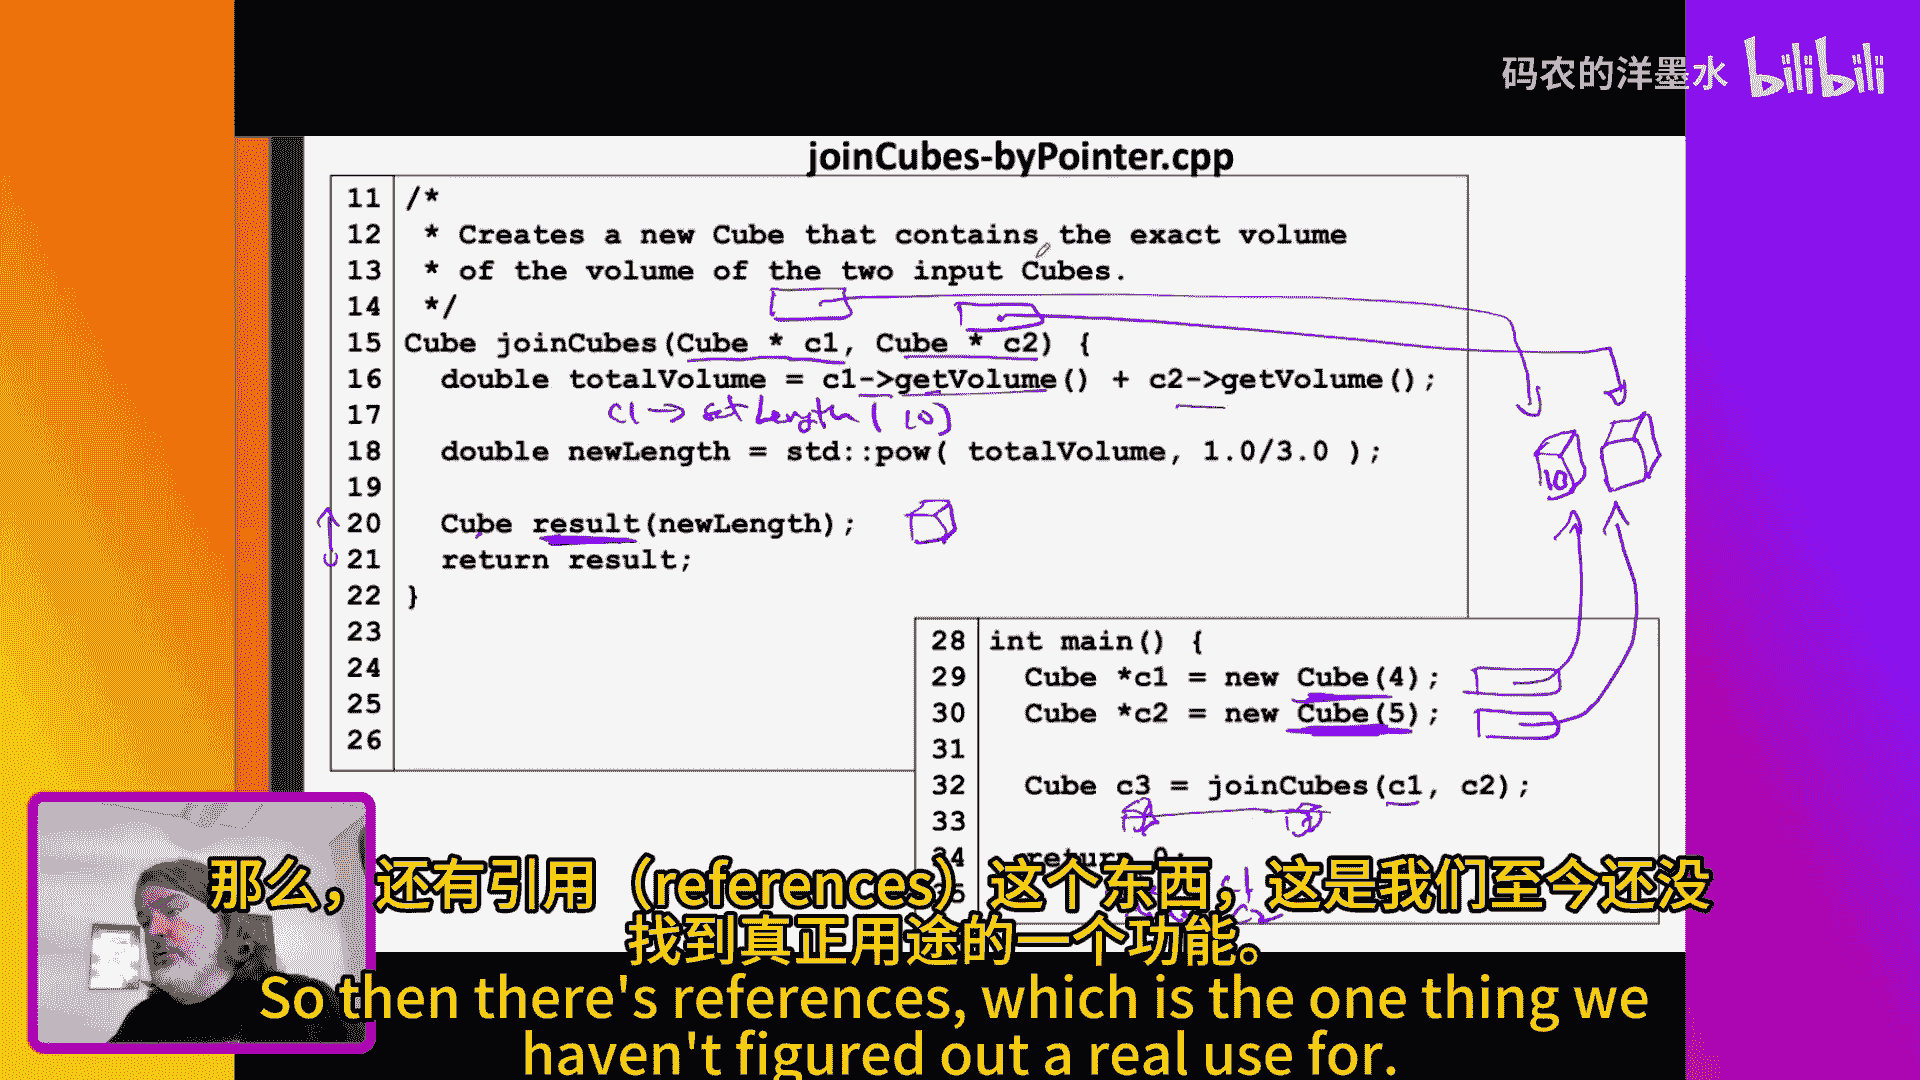 码农的洋墨水 bilibili
joinCubes-byPointer.cpp
11 /*
12  * Creates a new Cube that contains the exact volume
13  * of the volume of the two input Cubes.
14  */
15 Cube joinCubes(Cube * c1, Cube * c2) {
16   double totalVolume = c1->getVolume() + c2->getVolume();
17 c1 -> setLength(10)
18   double newLength = std::pow( totalVolume, 1.0/3.0 );
19
20   Cube result(newLength);
21   return result;
22 }
23
24
25
26
10
28 int main() {
29   Cube *c1 = new Cube(4);
30   Cube *c2 = new Cube(5);
31
32   Cube c3 = joinCubes(c1, c2);
33
34   return 0;
那么，还有引用（references）这个东西，这是我们至今还没
找到真正用途的一个功能。
So then there's references, which is the one thing we
haven't figured out a real use for.